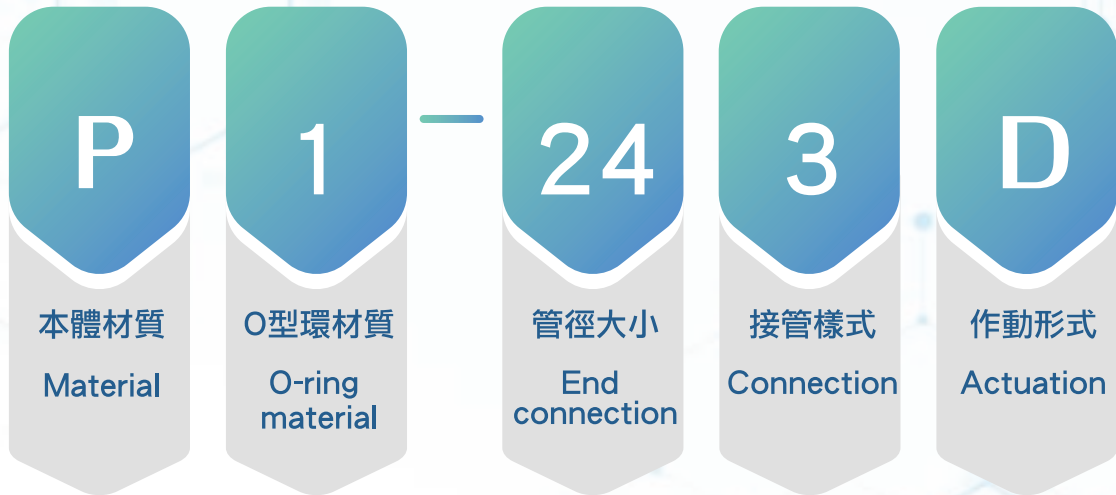 P 1 — 24 3 D
本體材質 O型環材質 管徑大小 接管樣式 作動形式
Material O-ring material End connection Connection Actuation